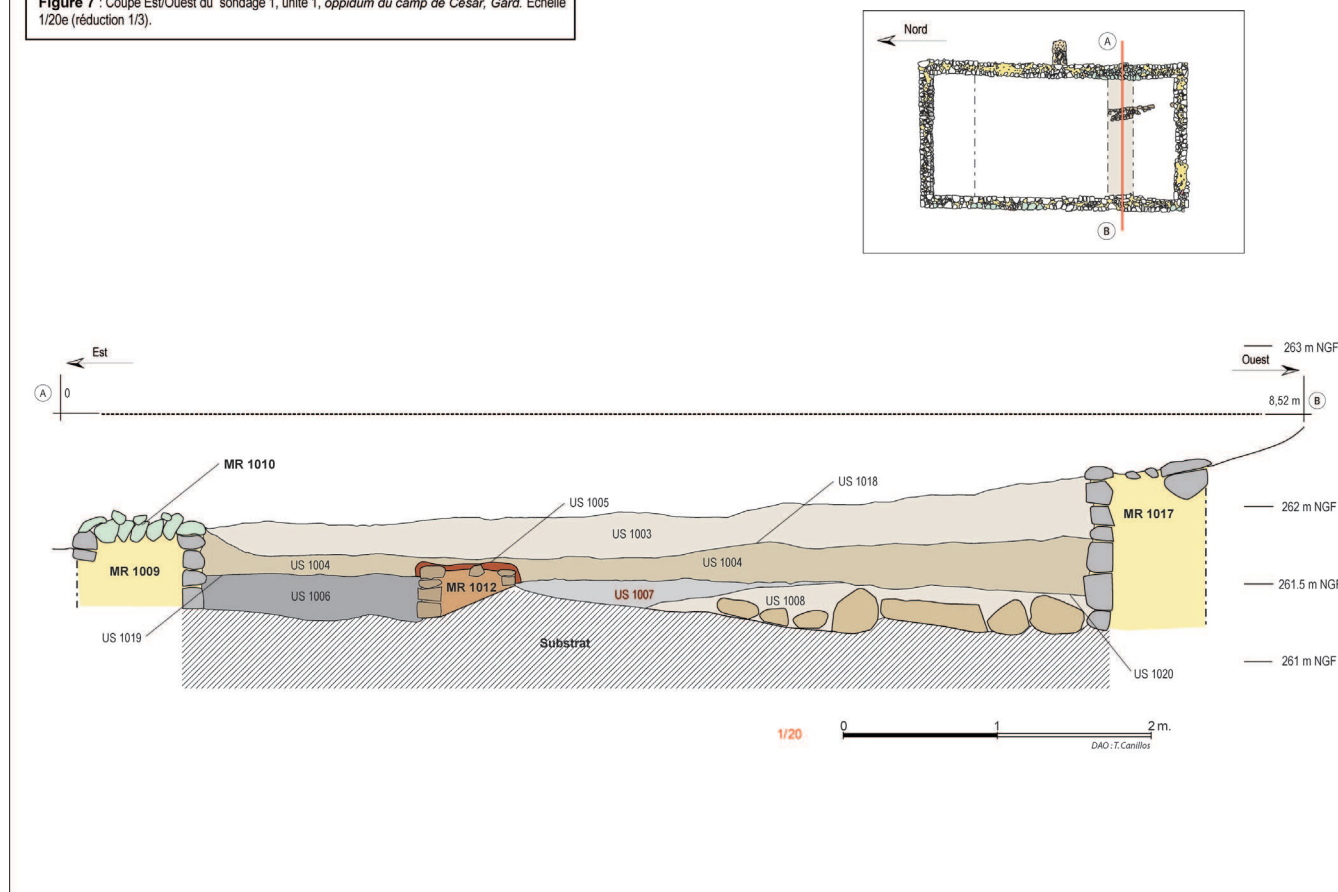 Figure 7 : Coupe Est/Ouest du sondage 1, unité 1, oppidum du camp de César, Gard. Echelle
1/20e (réduction 1/3).
Nord
A
B
Est
263 m NGF
Ouest
A
0
8,52 m
B
MR 1010
US 1018
US 1005
262 m NGF
US 1003
MR 1017
US 1004
US 1004
MR 1009
MR 1012
261.5 m NGF
US 1006
US 1007
US 1008
US 1019
Substrat
261 m NGF
US 1020
1/20
0
1
2 m.
DAO : T. Canillos